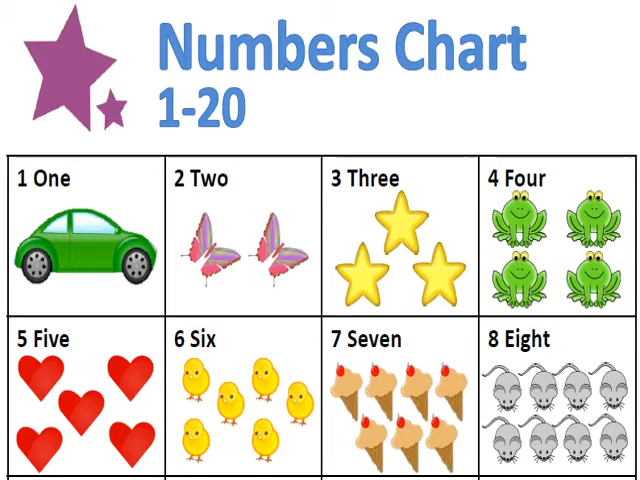 Numbers Chart
1-20
1 One
2 Two
3 Three
4 Four
5 Five
6 Six
7 Seven
8 Eight